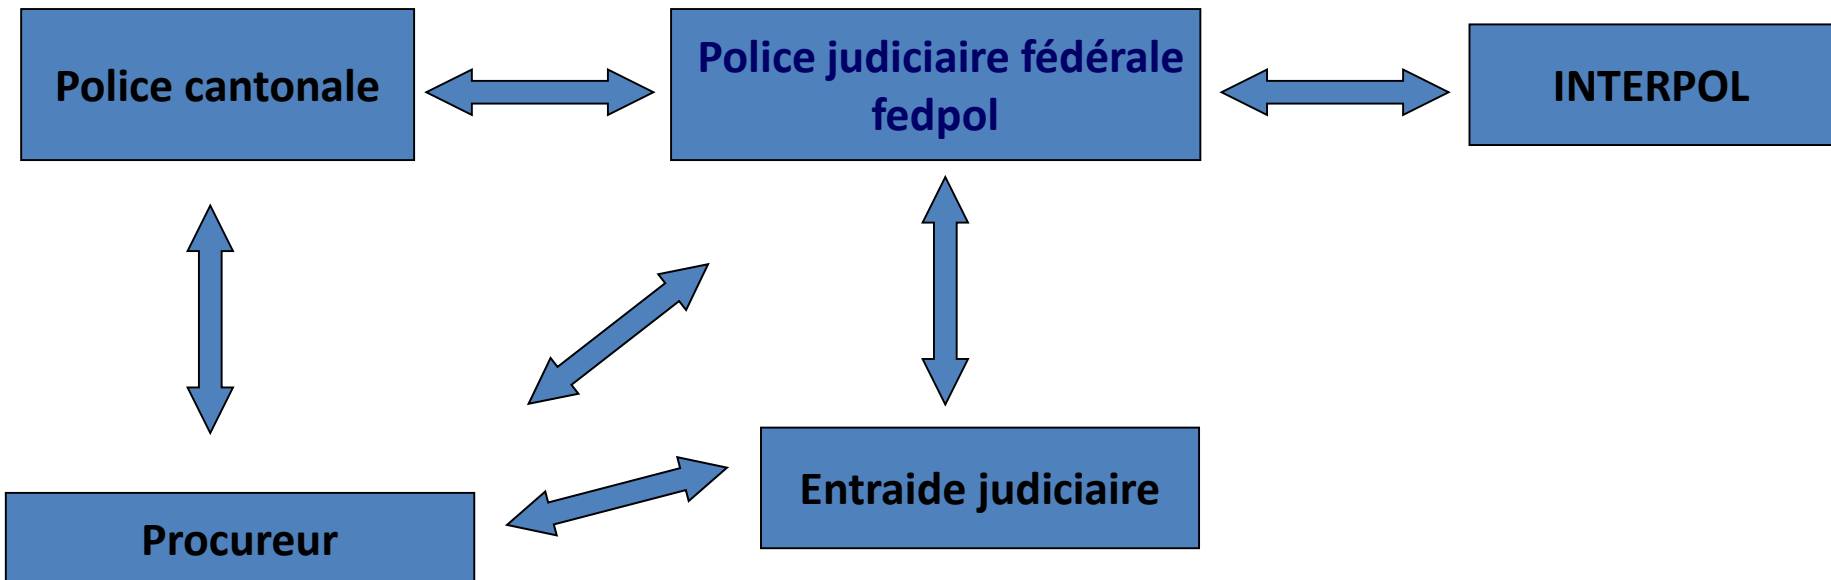 Police cantonale
Police judiciaire fédérale
fedpol
INTERPOL
Entraide judiciaire
Procureur